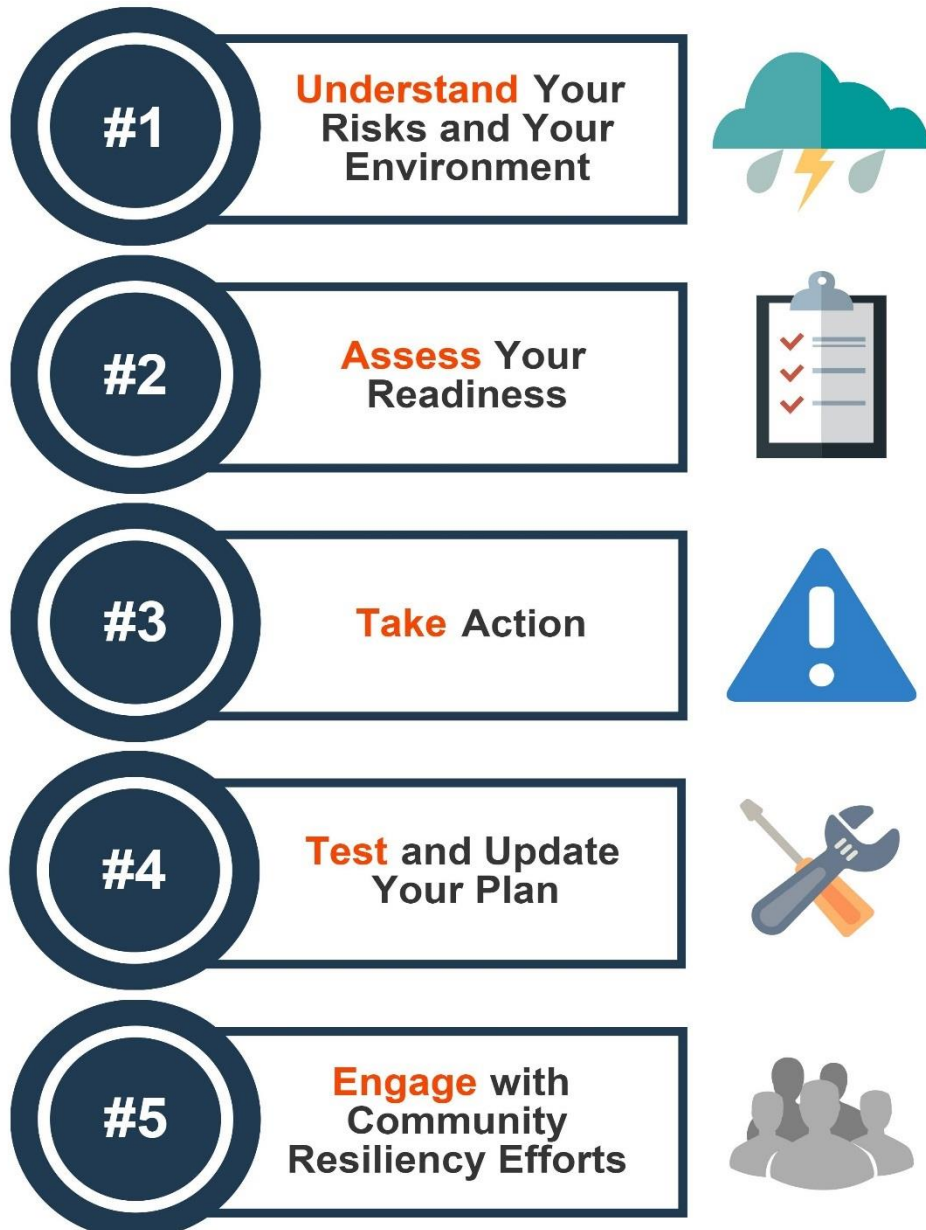 #1
Understand Your
Risks and Your
Environment
#2
Assess Your
Readiness
#3
Take Action
#4
Test and Update
Your Plan
#5
Engage with
Community
Resiliency Efforts